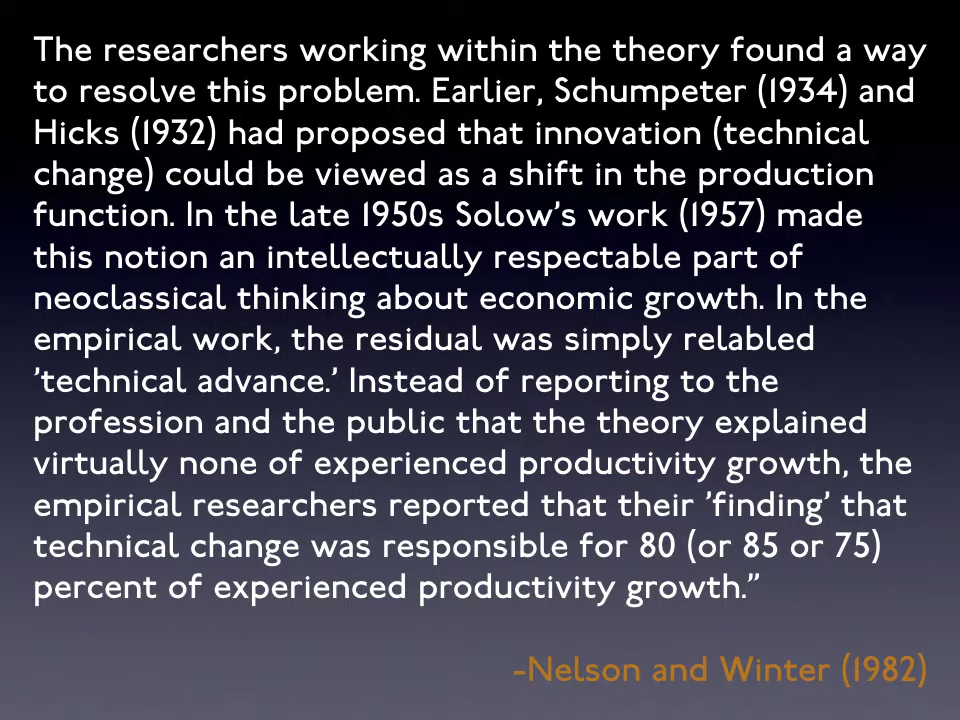 The researchers working within the theory found a way
to resolve this problem. Earlier, Schumpeter (1934) and
Hicks (1932) had proposed that innovation (technical
change) could be viewed as a shift in the production
function. In the late 1950s Solow's work (1957) made
this notion an intellectually respectable part of
neoclassical thinking about economic growth. In the
empirical work, the residual was simply relabled
'technical advance.' Instead of reporting to the
profession and the public that the theory explained
virtually none of experienced productivity growth, the
empirical researchers reported that their 'finding' that
technical change was responsible for 80 (or 85 or 75)
percent of experienced productivity growth."
-Nelson and Winter (1982)